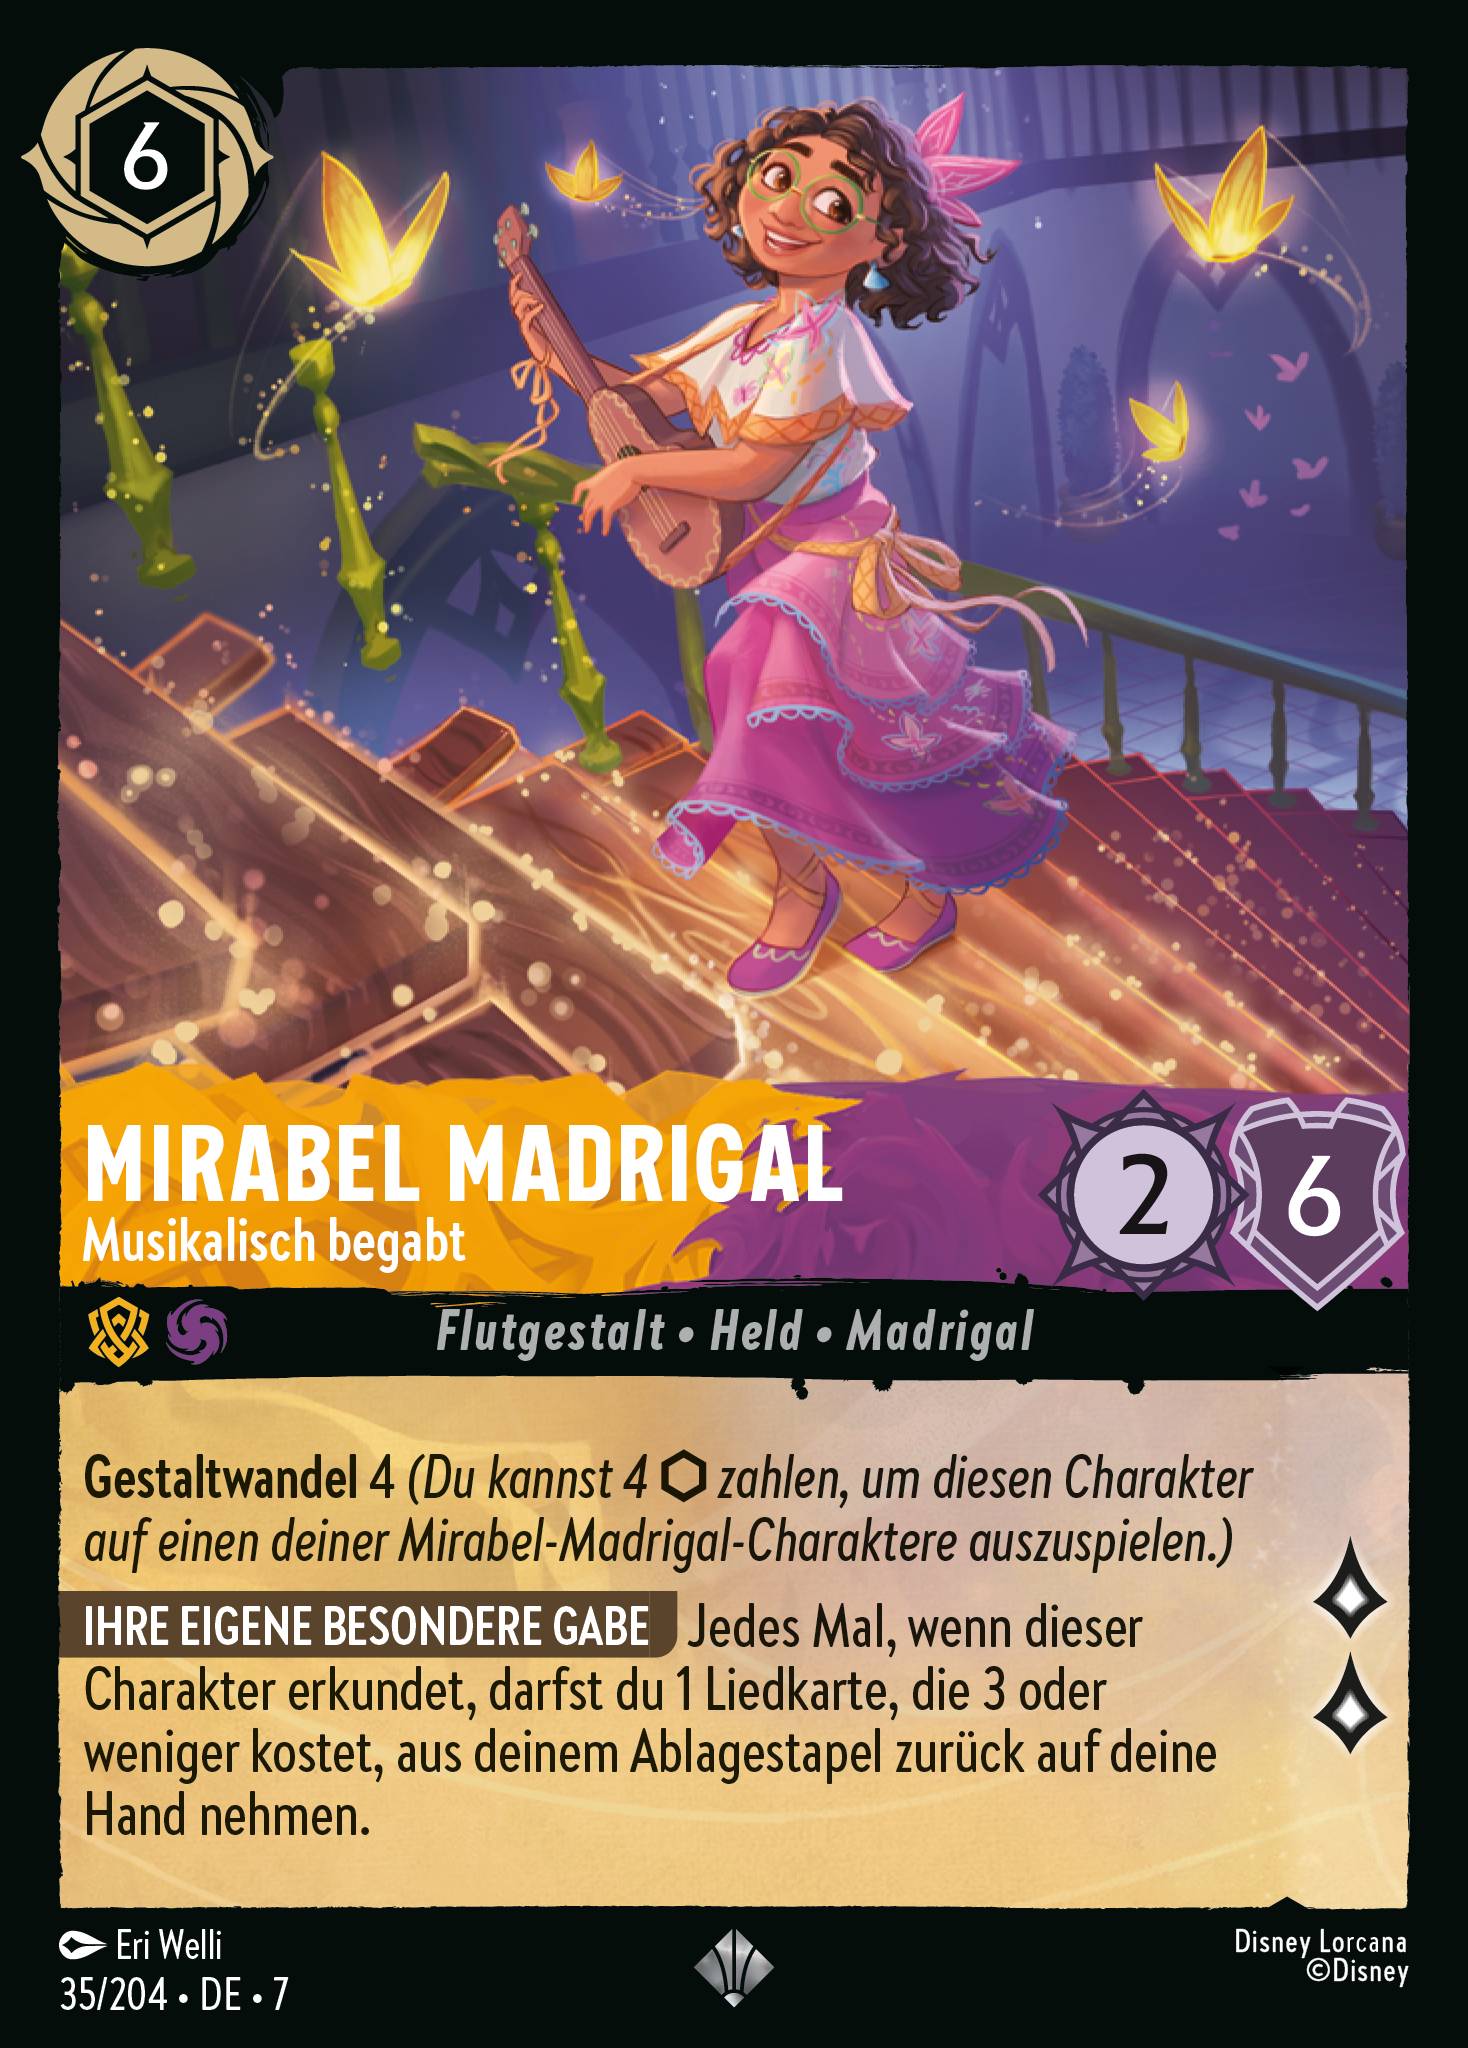 6
MIRABEL MADRIGAL
Musikalisch begabt
2 6
Flutgestalt • Held • Madrigal
Gestaltwandel 4 (Du kannst 4 ⬡ zahlen, um diesen Charakter
auf einen deiner Mirabel-Madrigal-Charaktere auszuspielen.)
IHRE EIGENE BESONDERE GABE Jedes Mal, wenn dieser
Charakter erkundet, darfst du 1 Liedkarte, die 3 oder
weniger kostet, aus deinem Ablagestapel zurück auf deine
Hand nehmen.
Eri Welli
35/204 • DE • 7
Disney Lorcana
©Disney